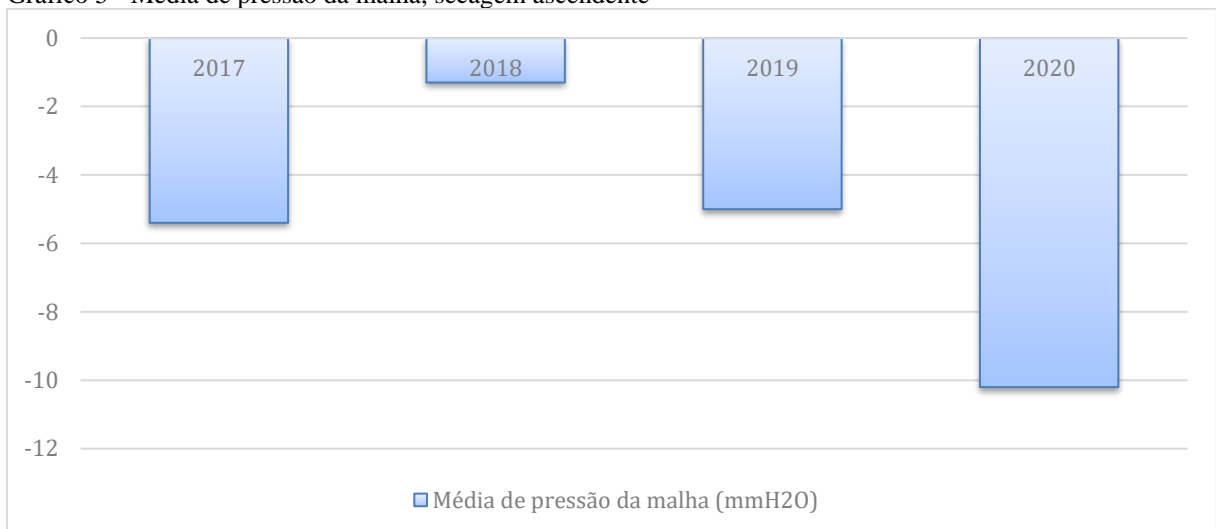 Gráfico - Média de pressão da malha, secagem ascendente
0
2017 2018 2019 2020
-2
-4
-6
-8
-10
-12
Média de pressão da malha (mmH2O)